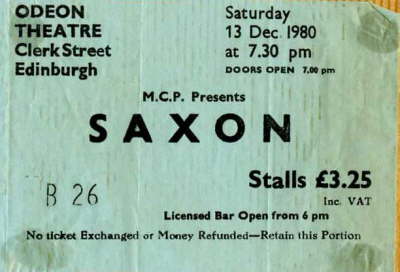 ODEON
THEATRE
Clerk Street
Edinburgh
Saturday
13 Dec. 1980
at 7.30 pm
DOORS OPEN 7.00 pm
M.C.P. Presents
SAXON
Stalls £3.25
Inc. VAT
B 26
Licensed Bar Open from 6 pm
No ticket Exchanged or Money Refunded—Retain this Portion